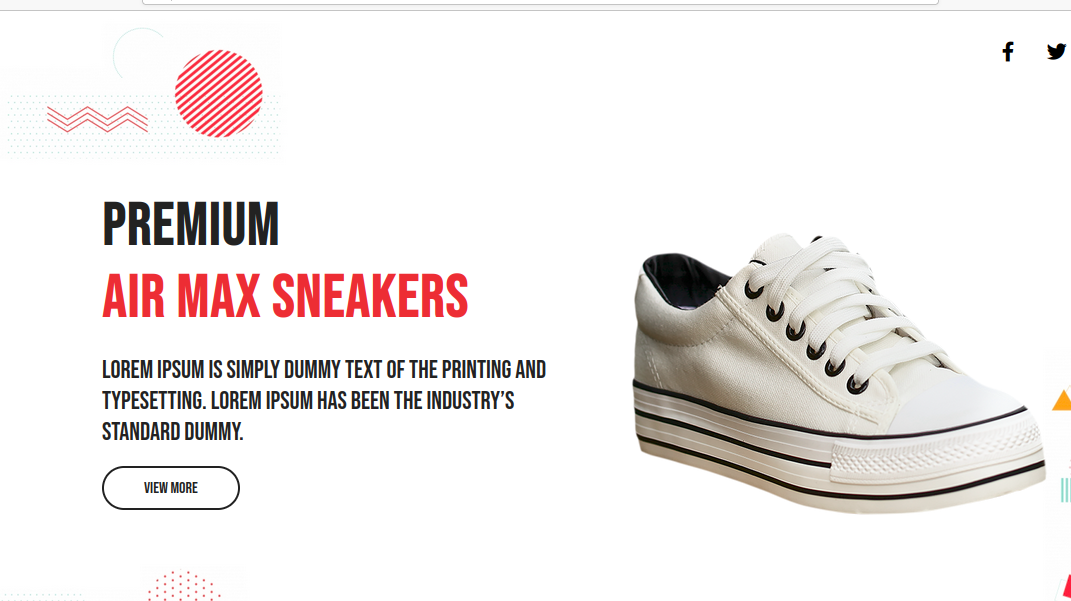 PREMIUM
AIR MAX SNEAKERS
LOREM IPSUM IS SIMPLY DUMMY TEXT OF THE PRINTING AND
TYPESETTING. LOREM IPSUM HAS BEEN THE INDUSTRY’S
STANDARD DUMMY.
VIEW MORE